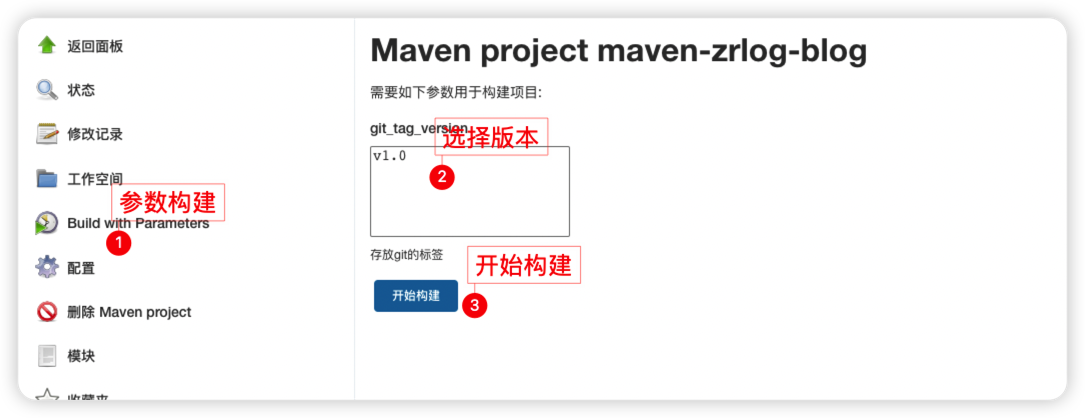 返回面板
状态
修改记录
工作空间
参数构建
1
Build with Parameters
配置
删除 Maven project
模块
收藏夹
Maven project maven-zrlog-blog
需要如下参数用于构建项目:
git_tag_version
选择版本
v1.0
2
存放git的标签
开始构建
开始构建
3